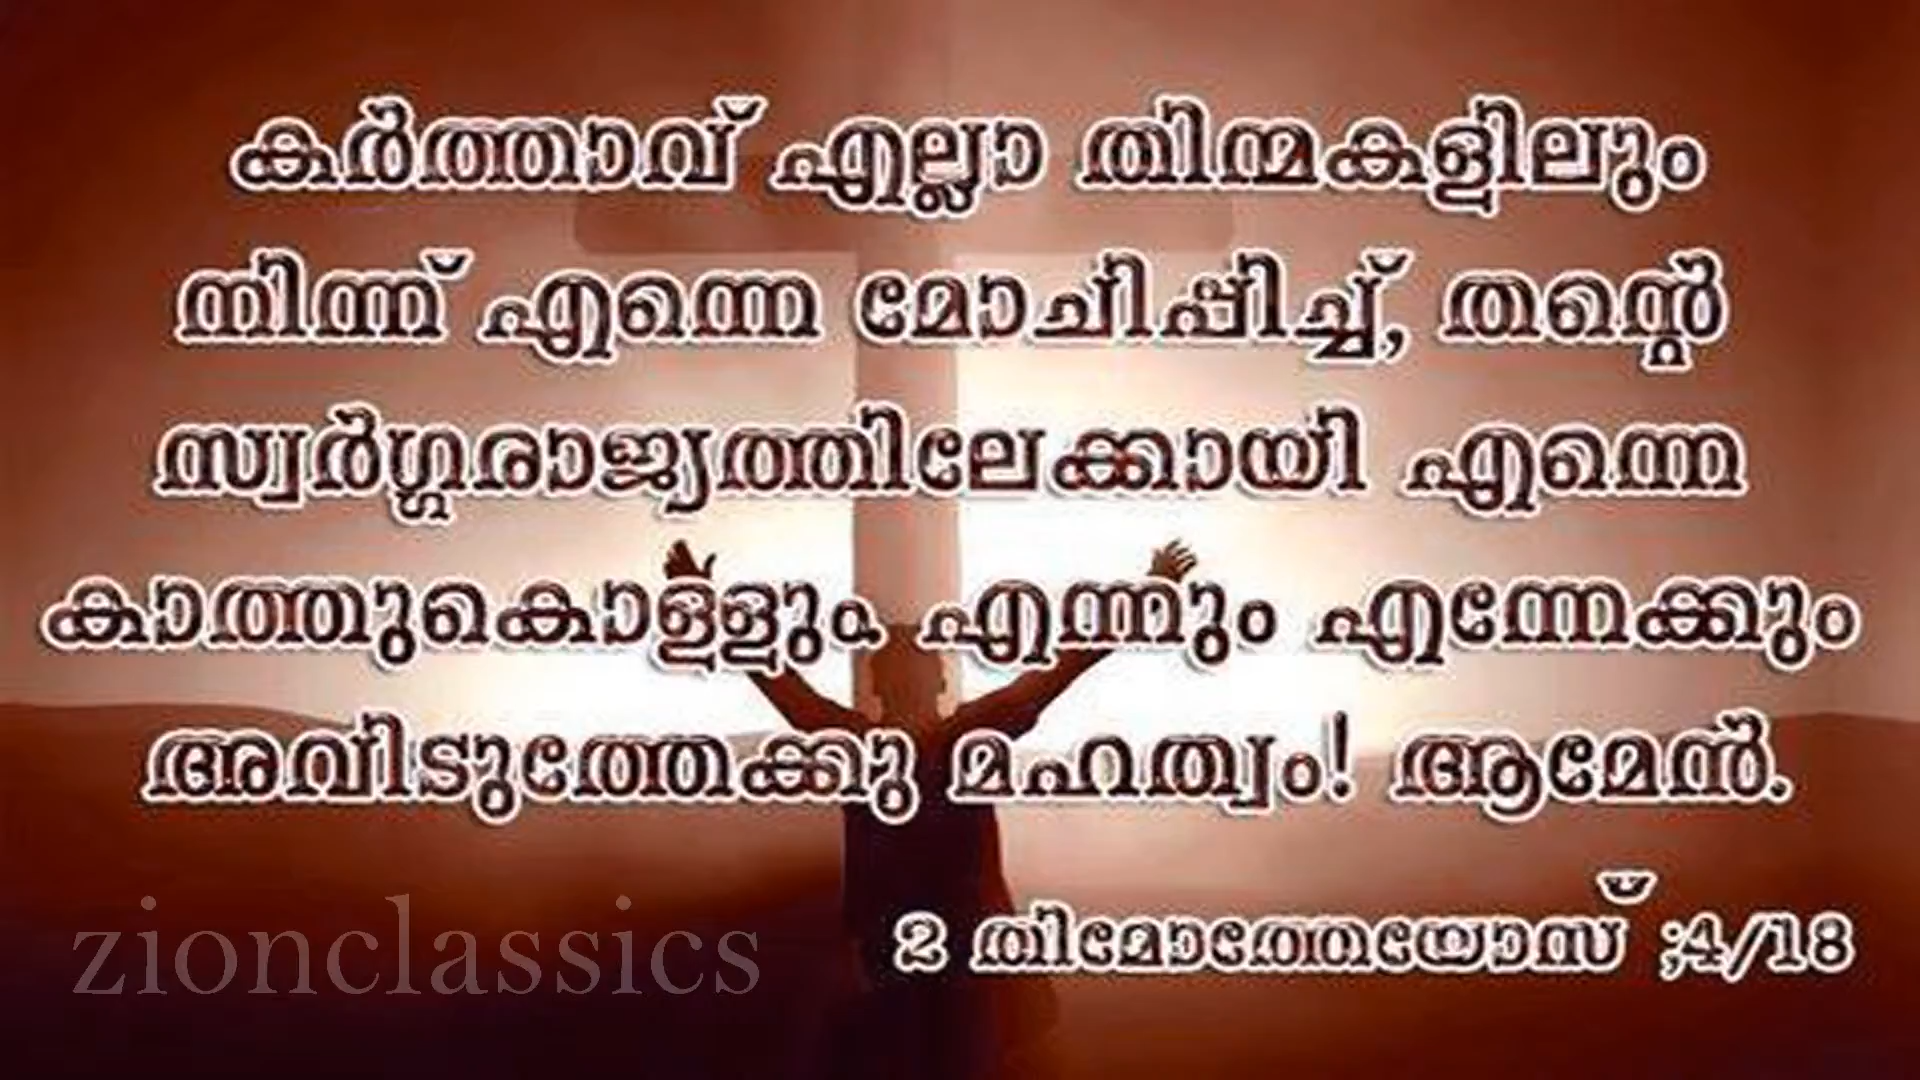 കർത്താവ് എല്ലാ തിന്മകളിലും
നിന്ന് എന്നെ മോചിപ്പിച്ച്, തന്റെ
സ്വർഗ്ഗരാജ്യത്തിലേക്കായി എന്നെ
കാത്തുകൊള്ളും. എന്നും എന്നേക്കും
അവിടുത്തേക്കു മഹത്വം! ആമേൻ.
2 തിമോത്തേയോസ് ;4/18
zionclassics